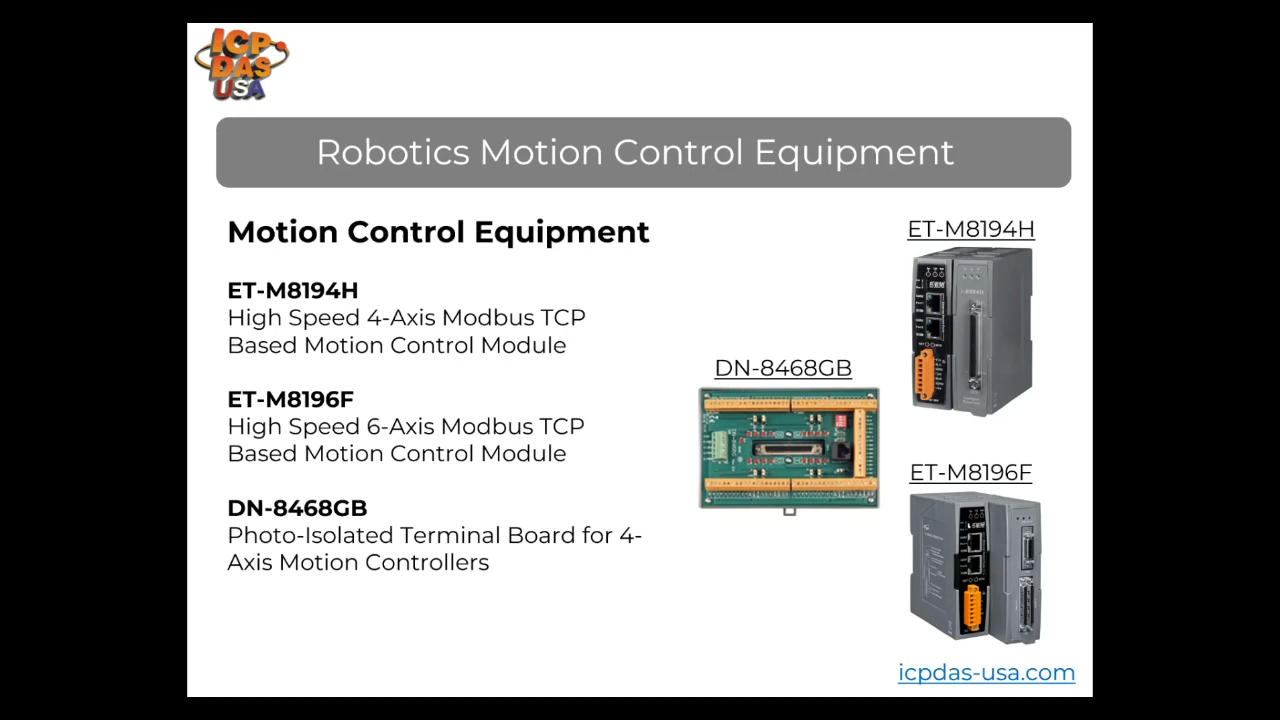 ICP
DAS
USA
Robotics Motion Control Equipment
Motion Control Equipment
ET-M8194H
High Speed 4-Axis Modbus TCP
Based Motion Control Module
ET-M8196F
High Speed 6-Axis Modbus TCP
Based Motion Control Module
DN-8468GB
Photo-Isolated Terminal Board for 4-
Axis Motion Controllers
DN-8468GB
ET-M8194H
ET-M8196F
icpdas-usa.com